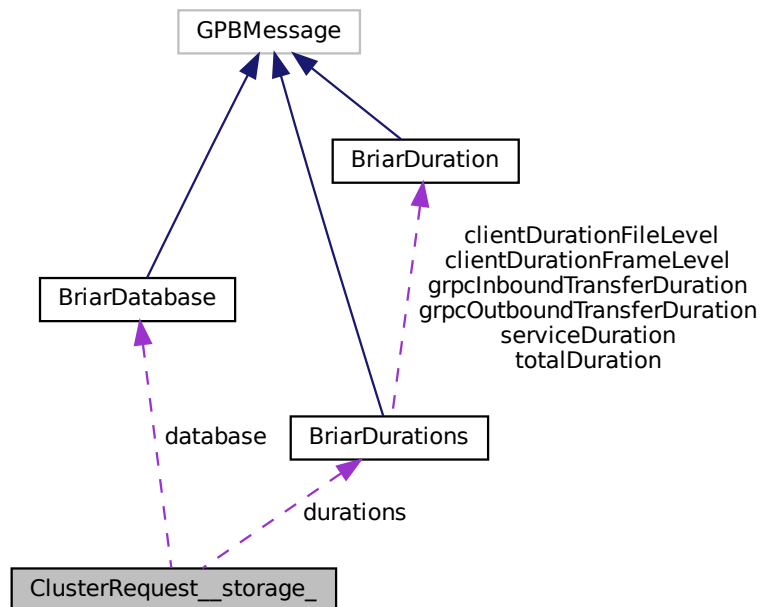 GPBMessage
BriarDuration
clientDurationFileLevel
clientDurationFrameLevel
grpcInboundTransferDuration
grpcOutboundTransferDuration
serviceDuration
totalDuration
BriarDatabase
BriarDurations
database
durations
ClusterRequest__storage_